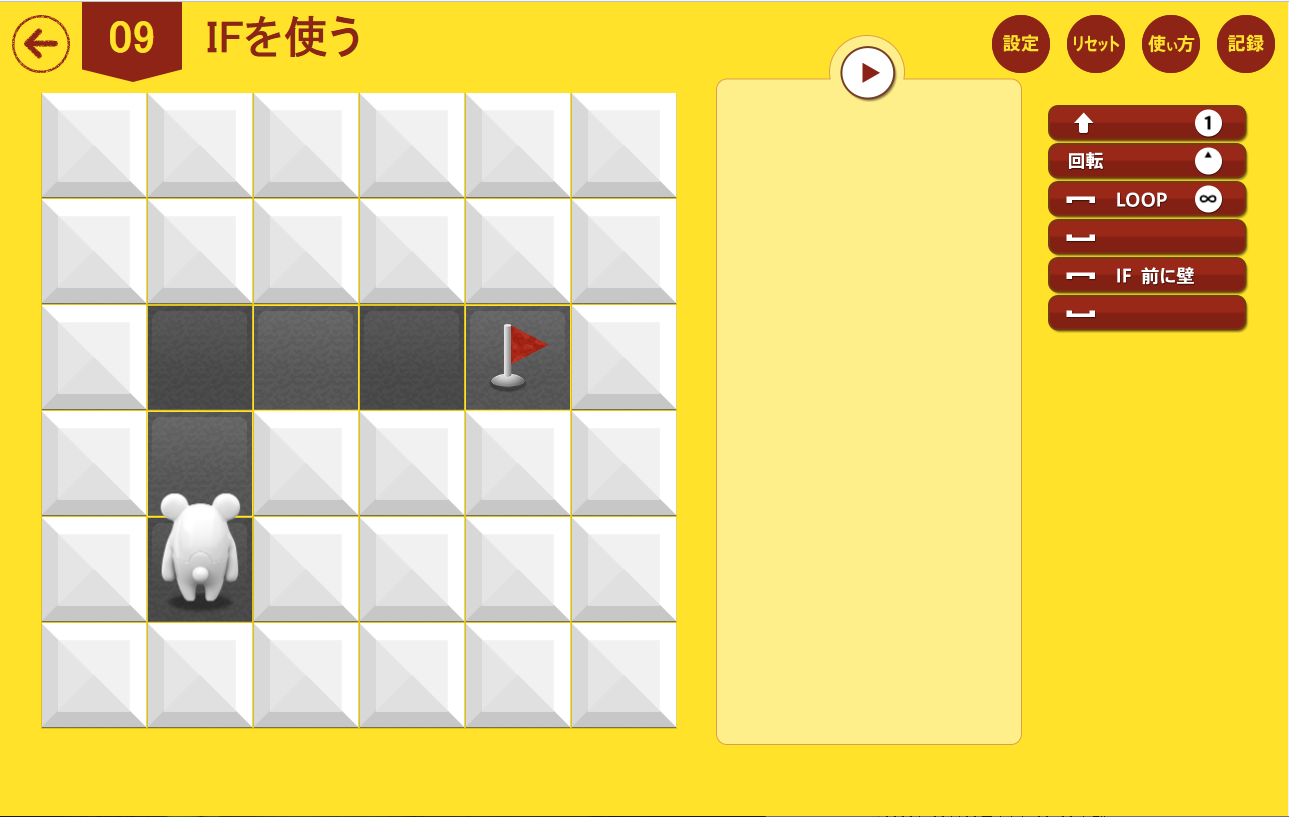 09 IFを使う
設定 リセット 使い方 記録
1
回転
LOOP ∞
IF 前に壁